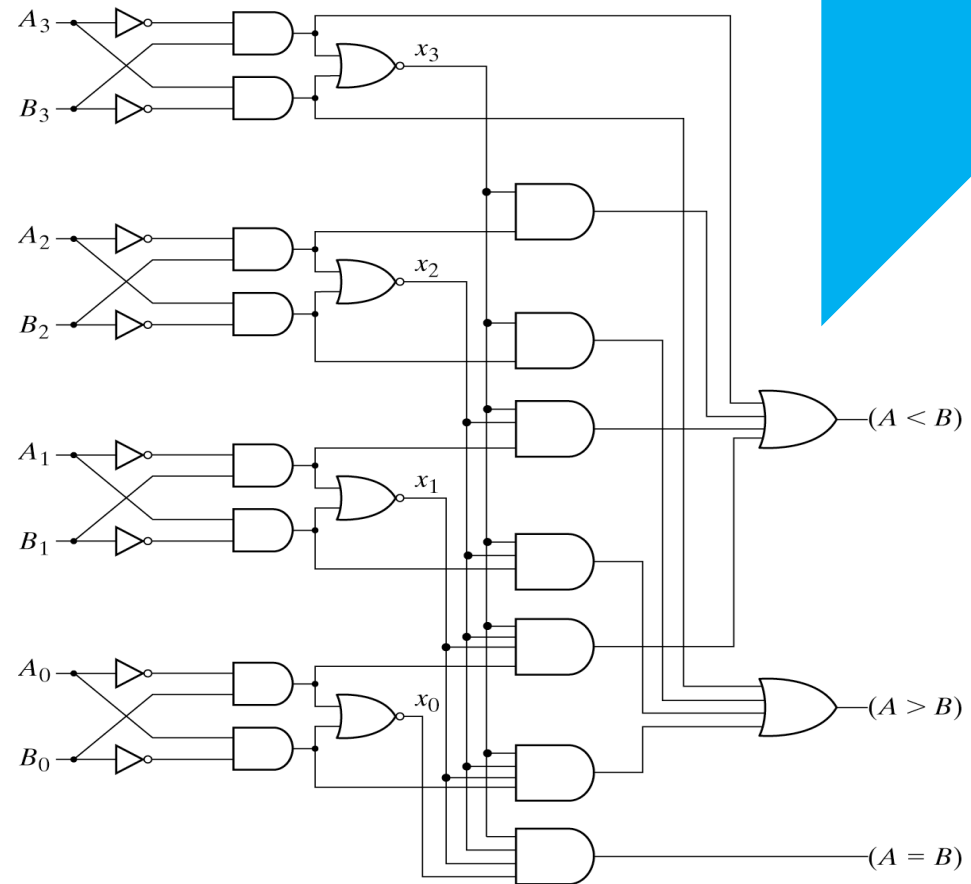 A₃
x₃
B₃
A₂
x₂
B₂
(A < B)
A₁
x₁
B₁
A₀
x₀
(A > B)
B₀
(A = B)